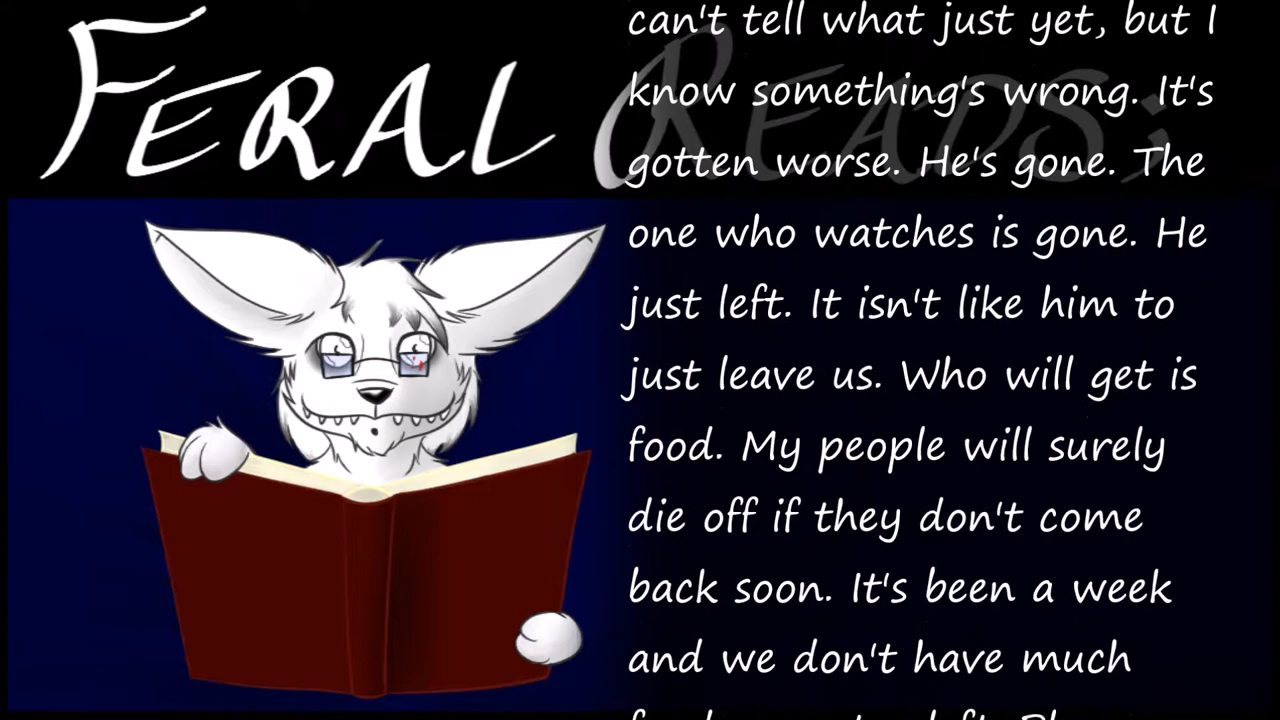 FERAL READS:
can't tell what just yet, but I
know something's wrong. It's
gotten worse. He's gone. The
one who watches is gone. He
just left. It isn't like him to
just leave us. Who will get is
food. My people will surely
die off if they don't come
back soon. It's been a week
and we don't have much